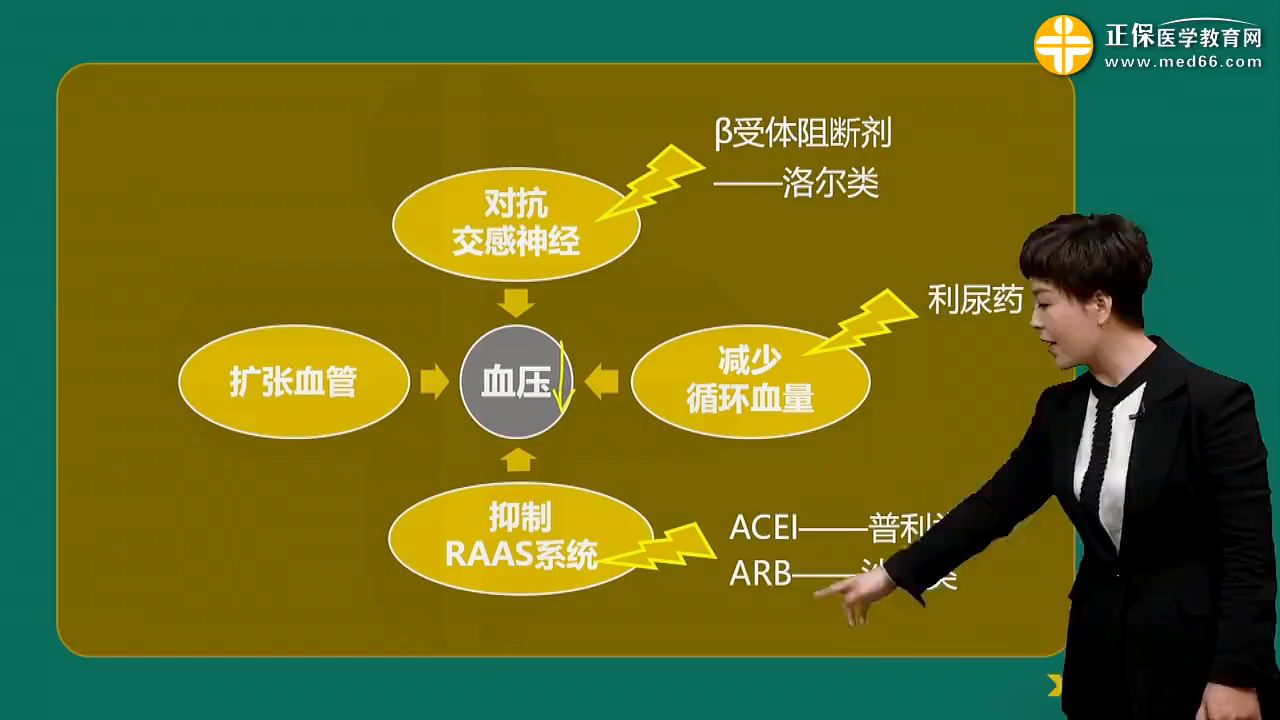 正保医学教育网
www.med66.com
β受体阻断剂
——洛尔类
对抗
交感神经
利尿药
扩张血管
血压
减少
循环血量
抑制
RAAS系统
ACEI——普利
ARB——类